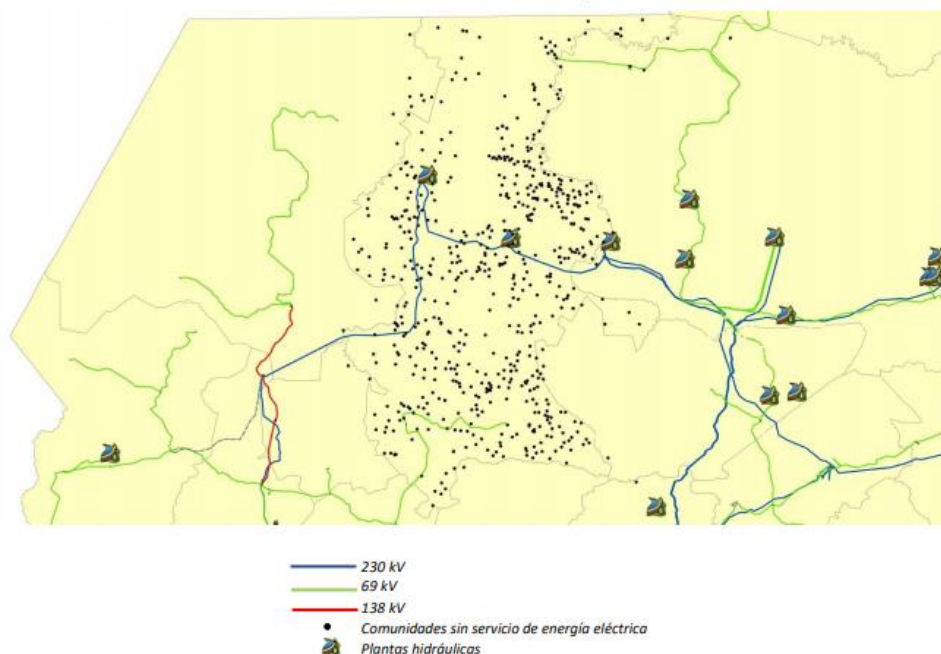 230 kV
69 kV
138 kV
Comunidades sin servicio de energía eléctrica
Plantas hidráulicas